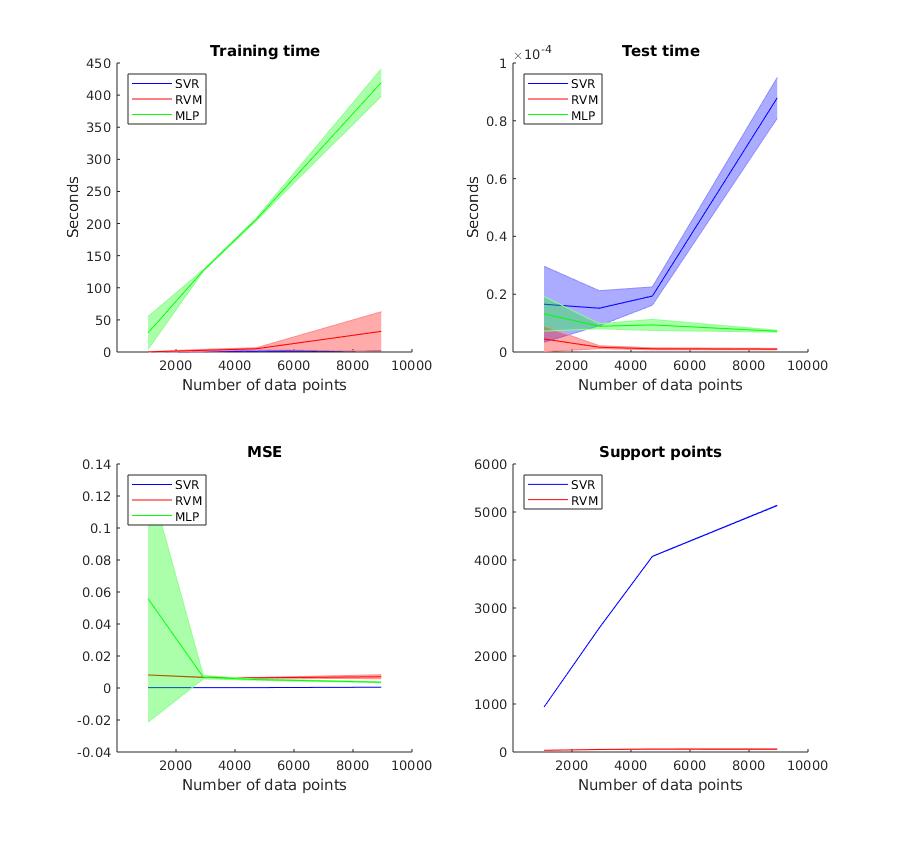 Training time
450
400
350
300
250
200
150
100
50
0
Seconds
SVR
RVM
MLP
2000 4000 6000 8000 10000
Number of data points
Test time
×10-4
1
0.8
0.6
0.4
0.2
0
Seconds
SVR
RVM
MLP
2000 4000 6000 8000 10000
Number of data points
MSE
0.14
0.12
0.1
0.08
0.06
0.04
0.02
0
-0.02
-0.04
SVR
RVM
MLP
2000 4000 6000 8000 10000
Number of data points
Support points
6000
5000
4000
3000
2000
1000
0
SVR
RVM
2000 4000 6000 8000 10000
Number of data points